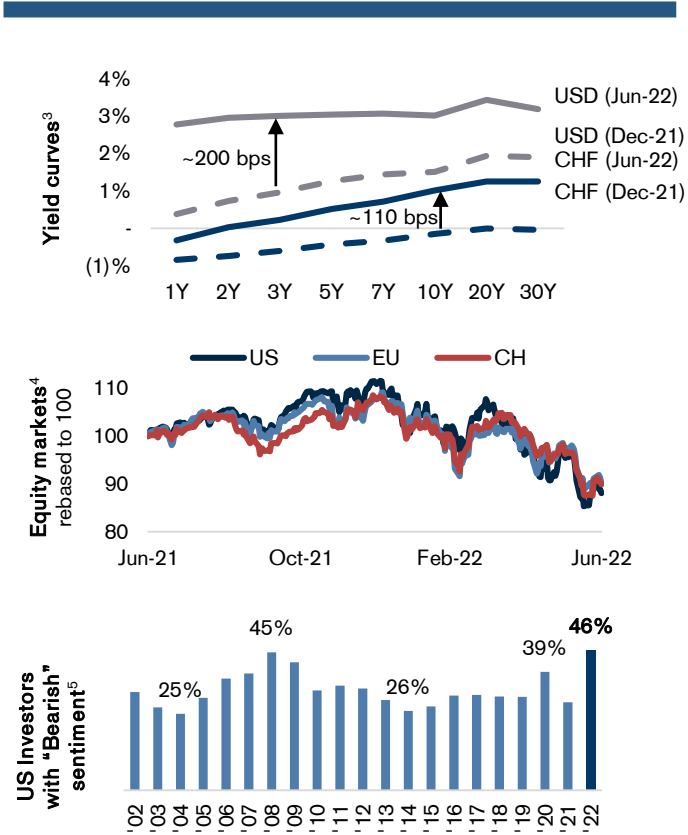 4%
3%
2%
1%
-
(1)%
Yield curves3
~200 bps
~110 bps
USD (Jun-22)
USD (Dec-21)
CHF (Jun-22)
CHF (Dec-21)
1Y 2Y 3Y 5Y 7Y 10Y 20Y 30Y
US EU CH
Equity markets4
rebased to 100
110
100
90
80
Jun-21 Oct-21 Feb-22 Jun-22
US Investors
with "Bearish"
sentiment5
25%
45%
26%
39%
46%
'02 '03 '04 '05 '06 '07 '08 '09 '10 '11 '12 '13 '14 '15 '16 '17 '18 '19 '20 '21 '22